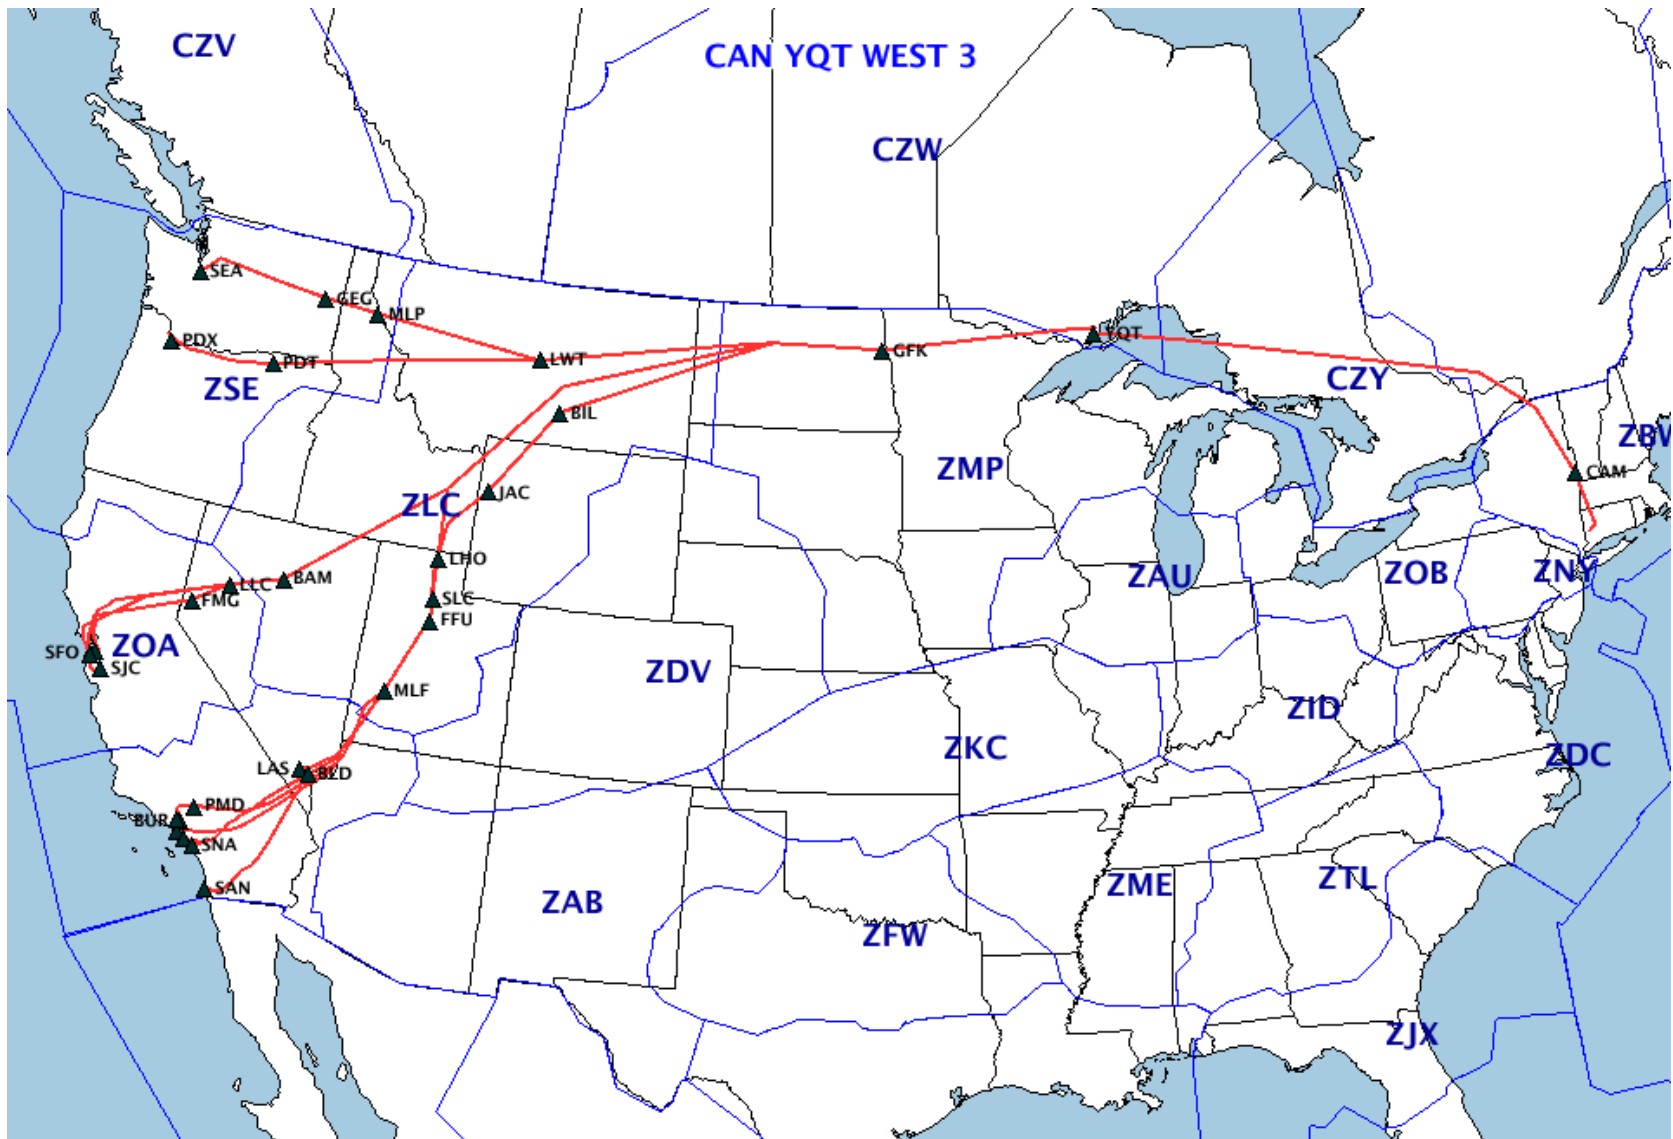 CZV
CAN YQT WEST 3
CZW
SEA
GEG
MLP
PDX
PDT
LWT
GFK
YQT
ZSE
CZY
BIL
ZBW
ZMP
CAM
ZLC
JAC
LHO
BAM
LLC
FMG
SLC
FFU
ZAU
ZOB
ZNY
SFO
ZOA
SJC
ZDV
MLF
ZID
ZKC
ZDC
LAS
BLD
PMD
BUR
SNA
SAN
ZAB
ZME
ZTL
ZFW
ZJX